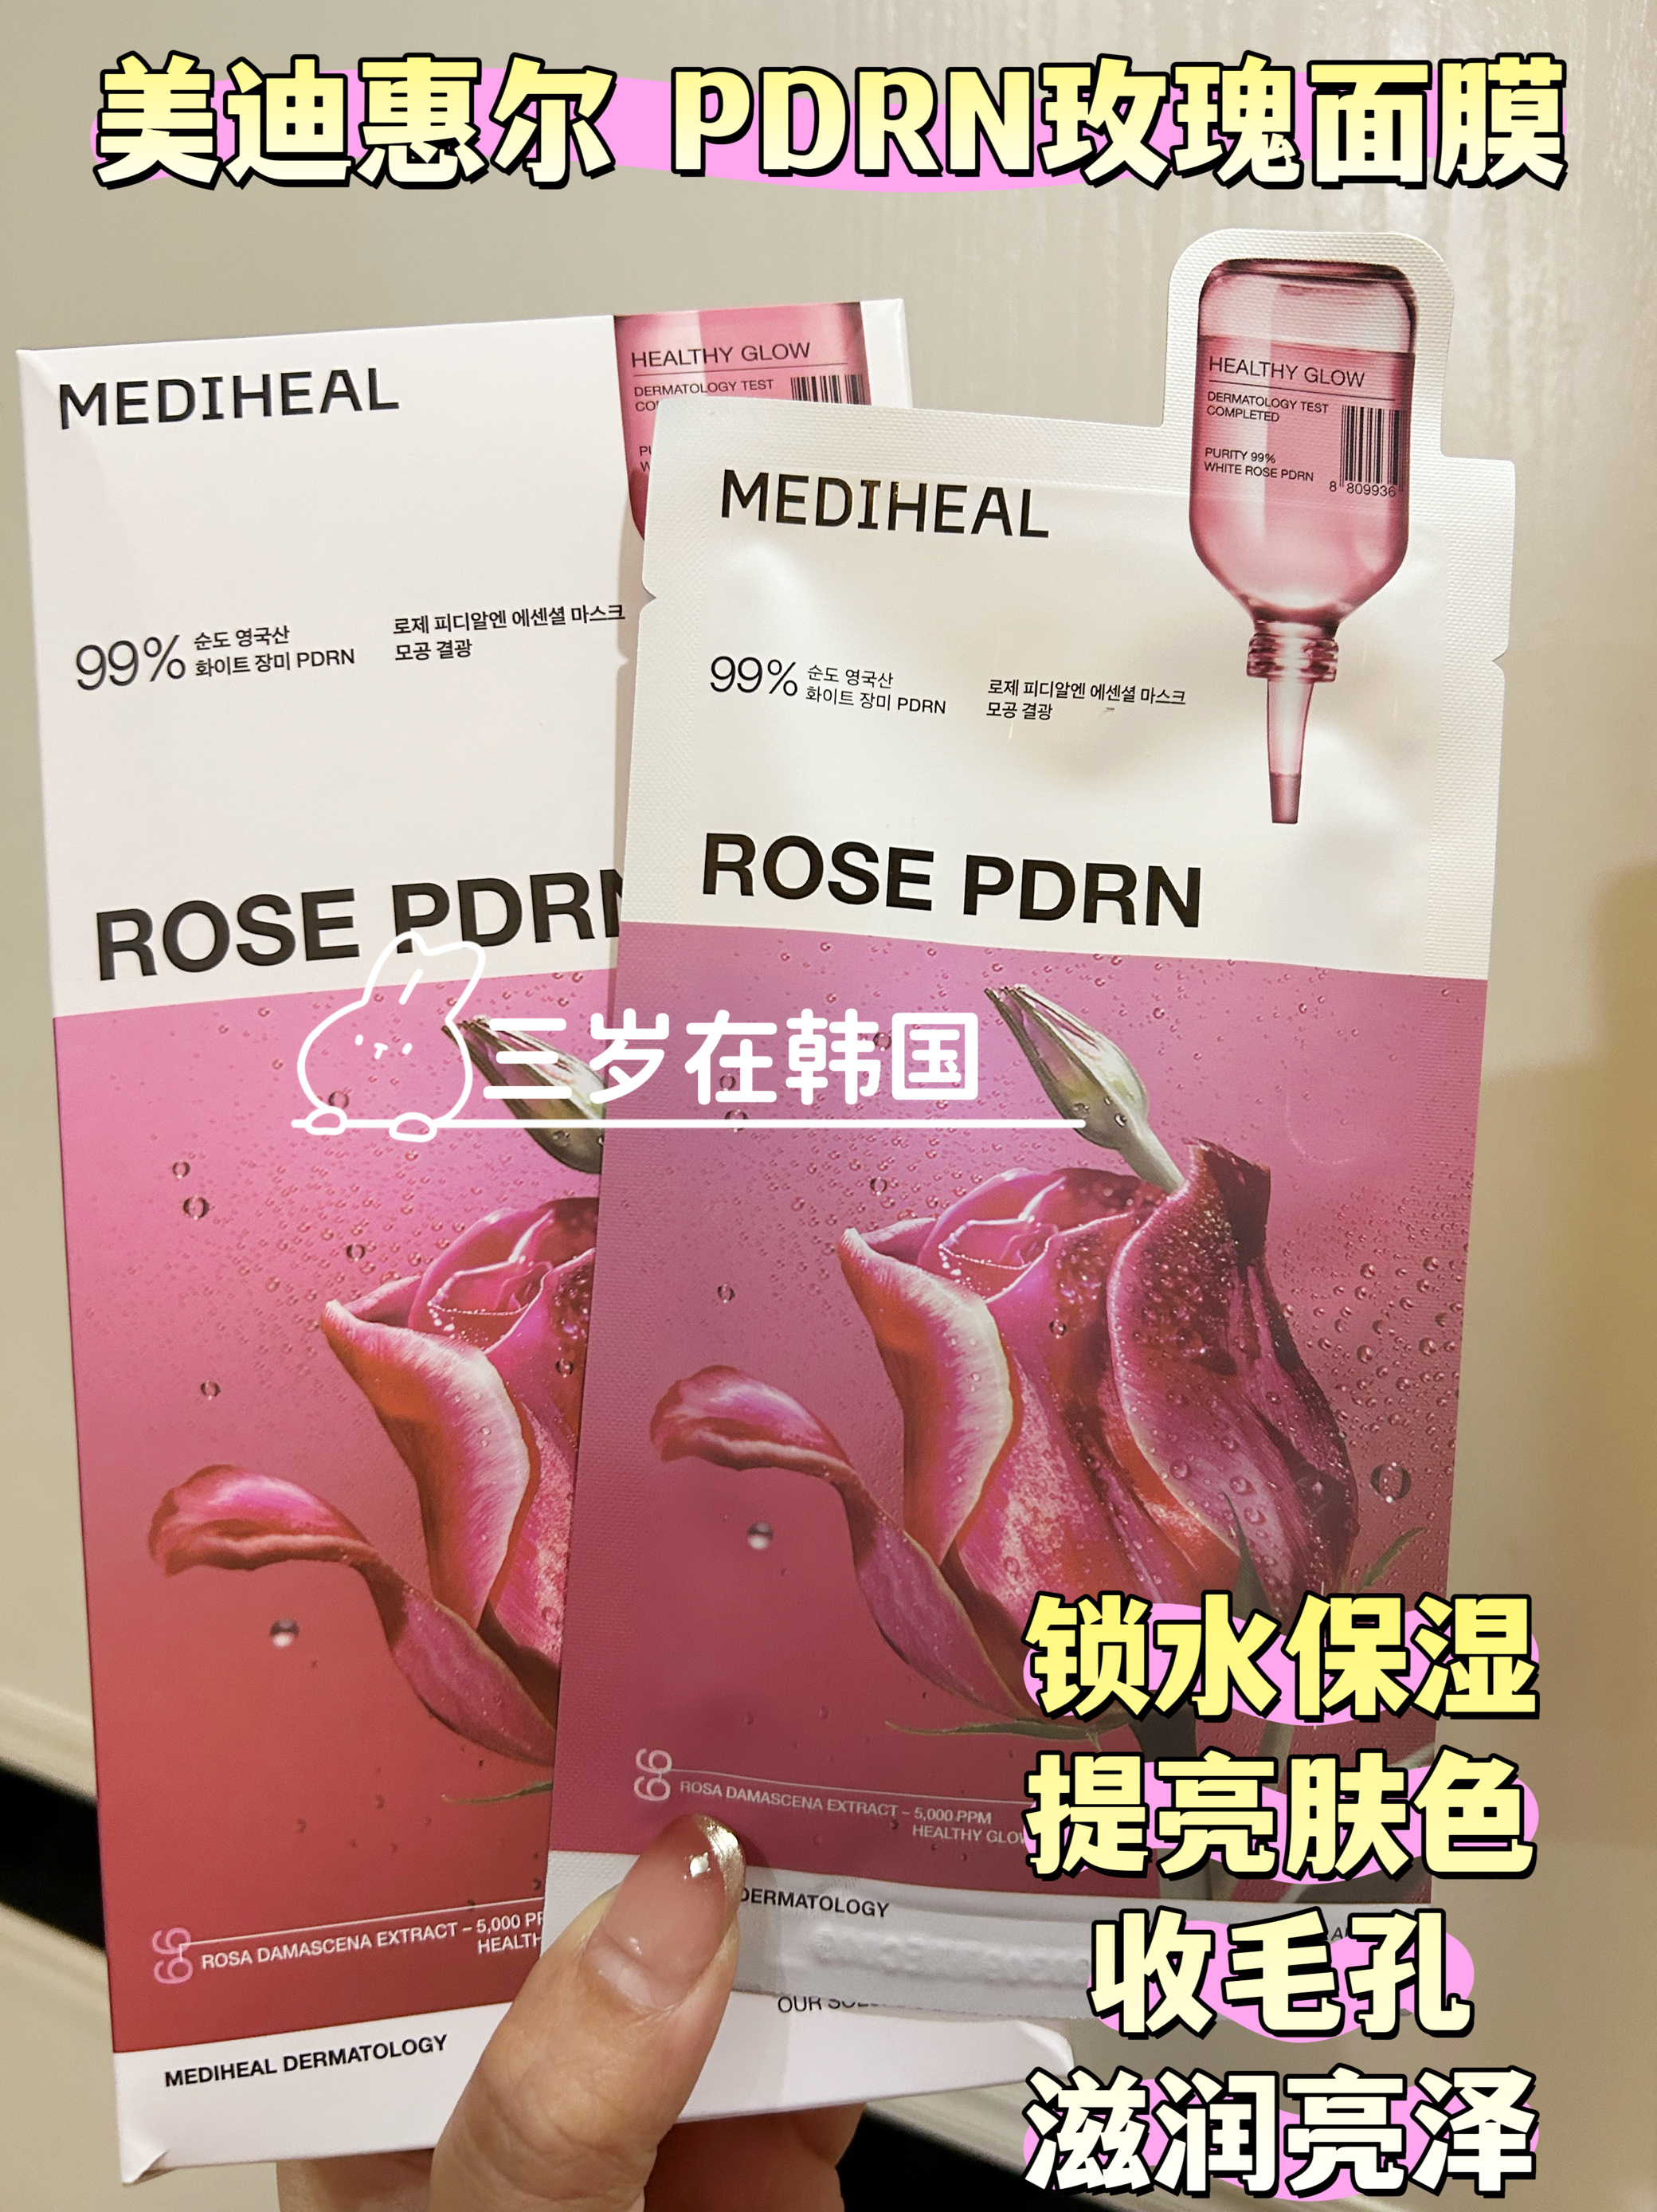 美迪惠尔 PDRN玫瑰面膜
MEDIHEAL
HEALTHY GLOW
DERMATOLOGY TEST
99%
순도 영국산
화이트 장미 PDRN
로제 피디알엔 에센셜 마스크
모공 결광
ROSE PDRN
ROSA DAMASCENA EXTRACT – 5,000
MEDIHEAL DERMATOLOGY
HEALTHY GLOW
DERMATOLOGY TEST
COMPLETED
PURITY 99%
WHITE ROSE PDRN
8 809936
MEDIHEAL
99%
순도 영국산
화이트 장미 PDRN
로제 피디알엔 에센셜 마스크
모공 결광
ROSE PDRN
三岁在韩国
ROSA DAMASCENA EXTRACT – 5,000 PPM
HEALTHY
DERMATOLOGY
OUR
锁水保湿
提亮肤色
收毛孔
滋润亮泽